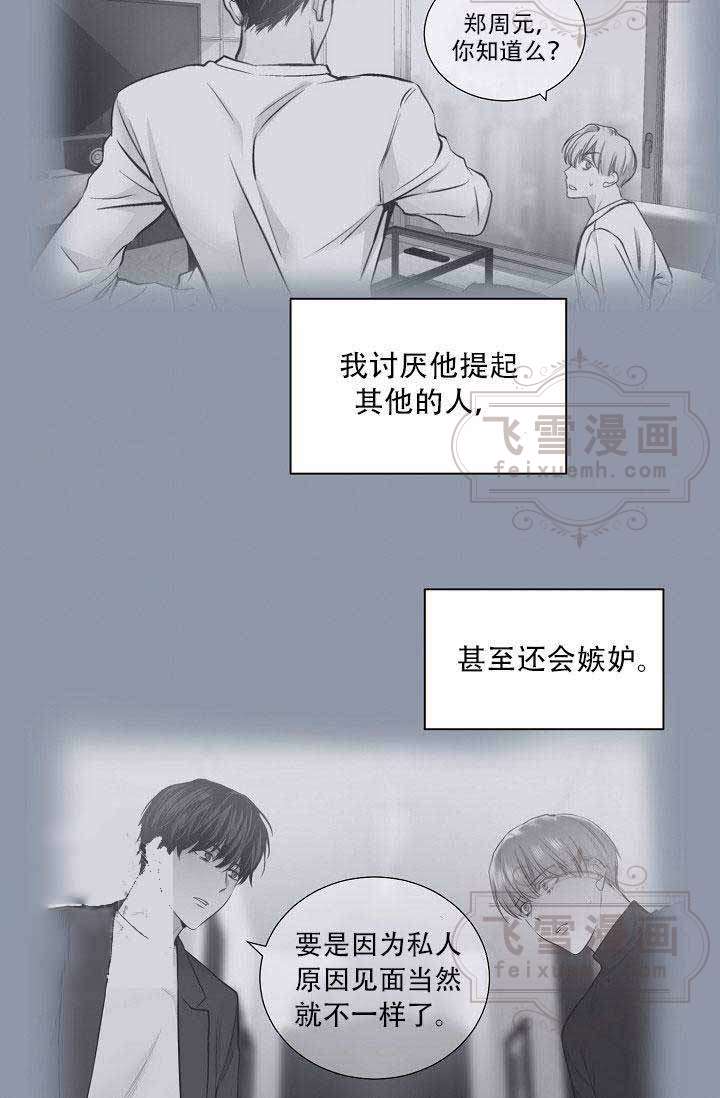 郑周元，
你知道么？
我讨厌他提起
其他的人，
飞雪漫画
feixuemh.com
甚至还会嫉妒。
要是因为私人
原因见面当然
就不一样了。
飞雪漫画
feixuemh.com